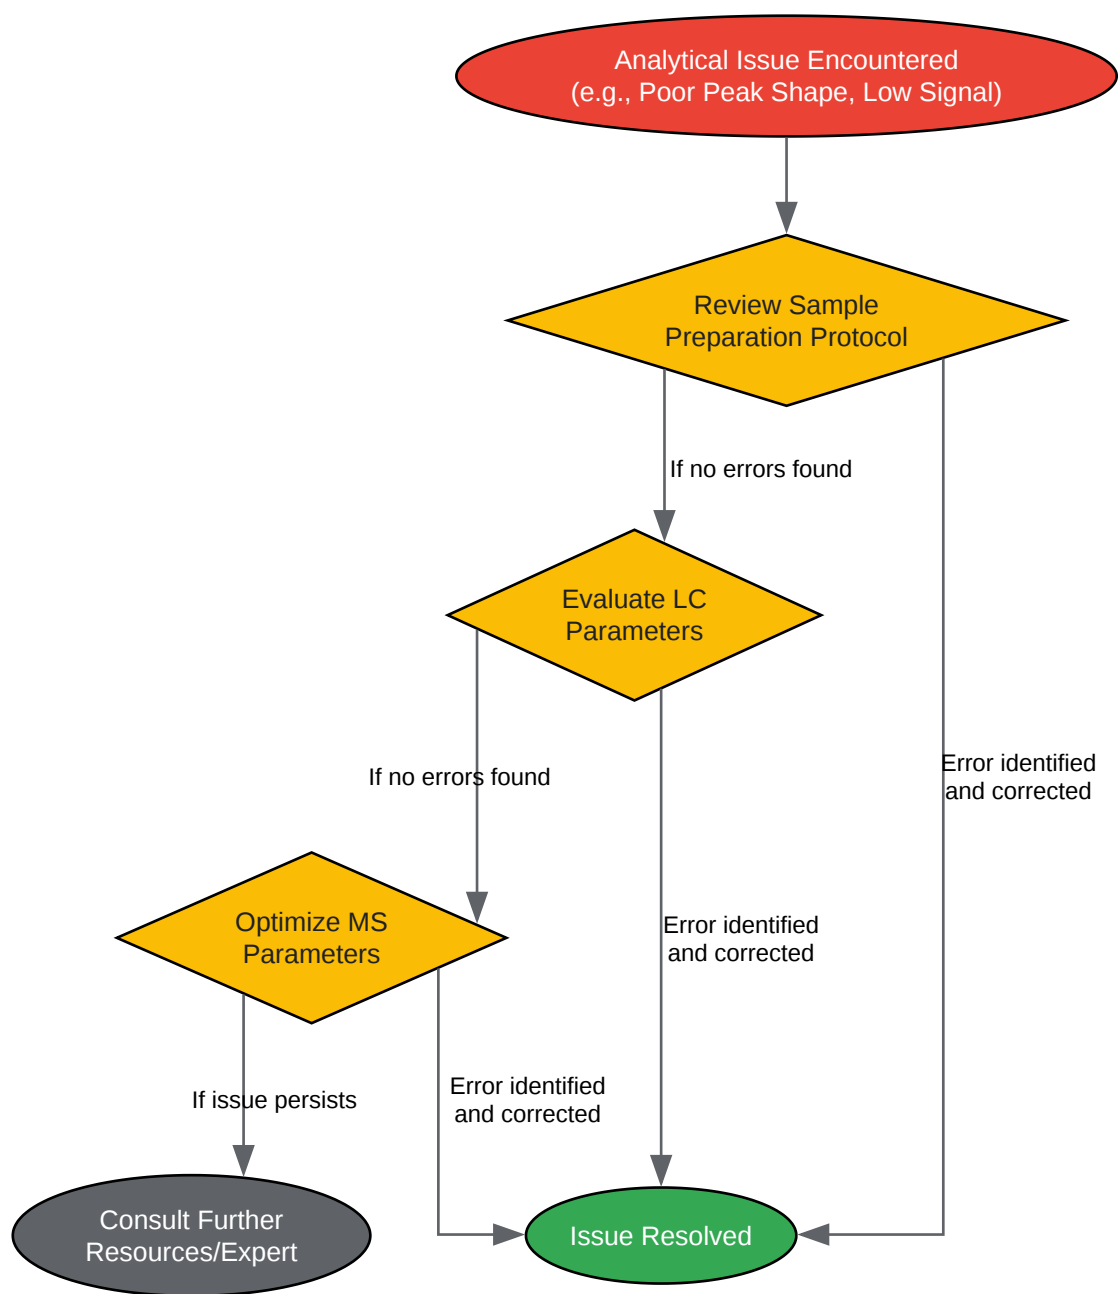 Analytical Issue Encountered
(e.g., Poor Peak Shape, Low Signal)
Review Sample
Preparation Protocol
If no errors found
Evaluate LC
Parameters
If no errors found
Error identified
and corrected
Optimize MS
Parameters
Error identified
and corrected
If issue persists
Error identified
and corrected
Consult Further
Resources/Expert
Issue Resolved